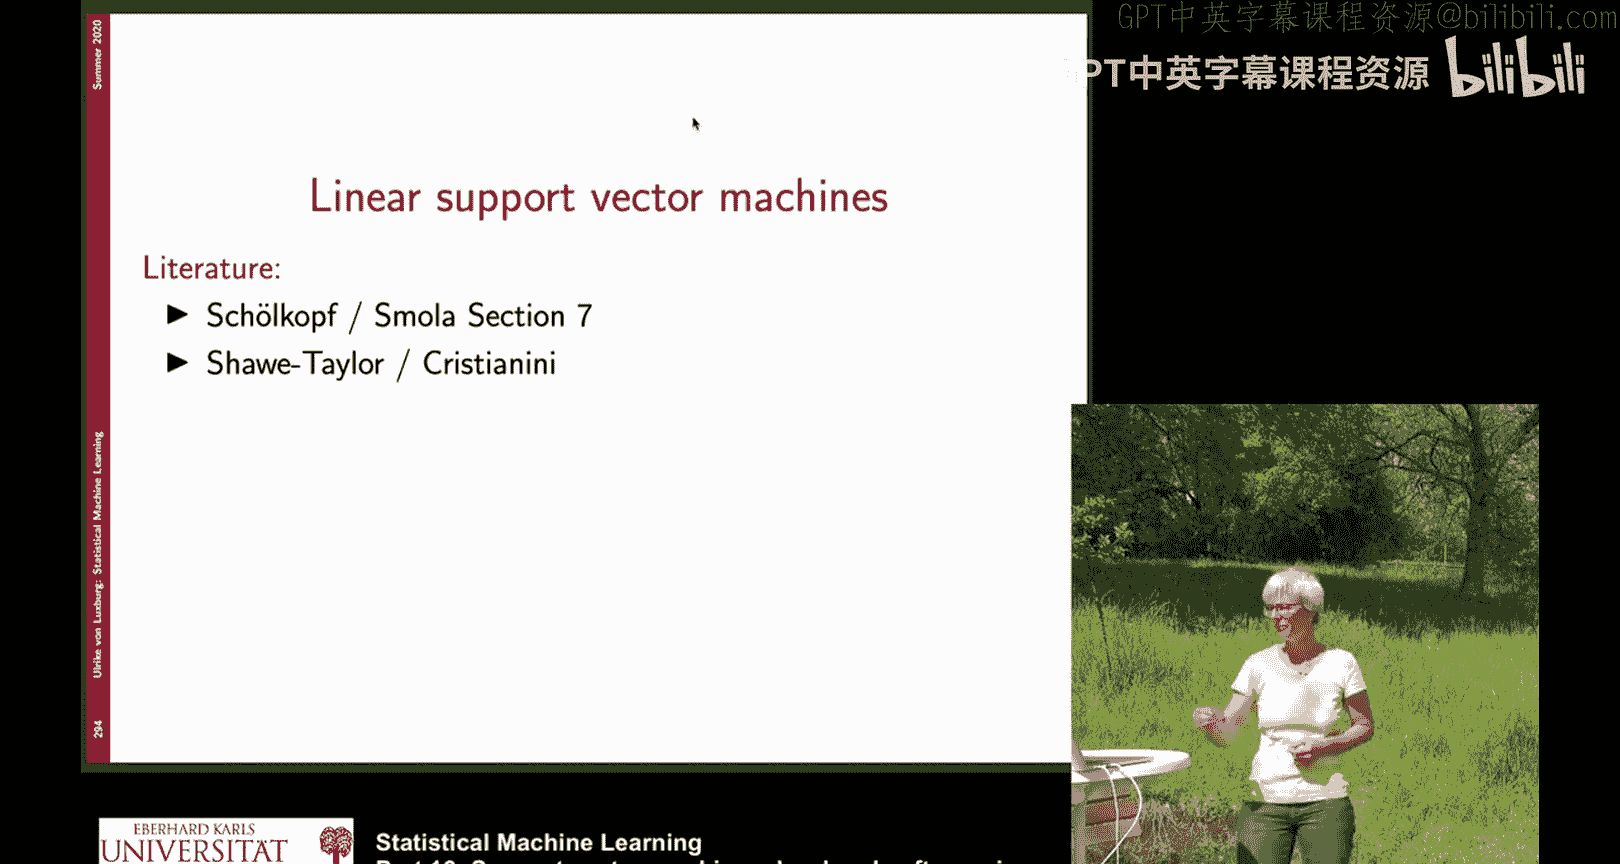 GPT中英字幕课程资源@bilibili.com
PT中英字幕课程资源 bilibili
Summer 2020
Linear support vector machines
Literature:
► Schölkopf / Smola Section 7
► Shawe-Taylor / Cristianini
Ulrike von Luxburg: Statistical Machine Learning
294
EBERHARD KARLS
UNIVERSITÄT
Statistical Machine Learning